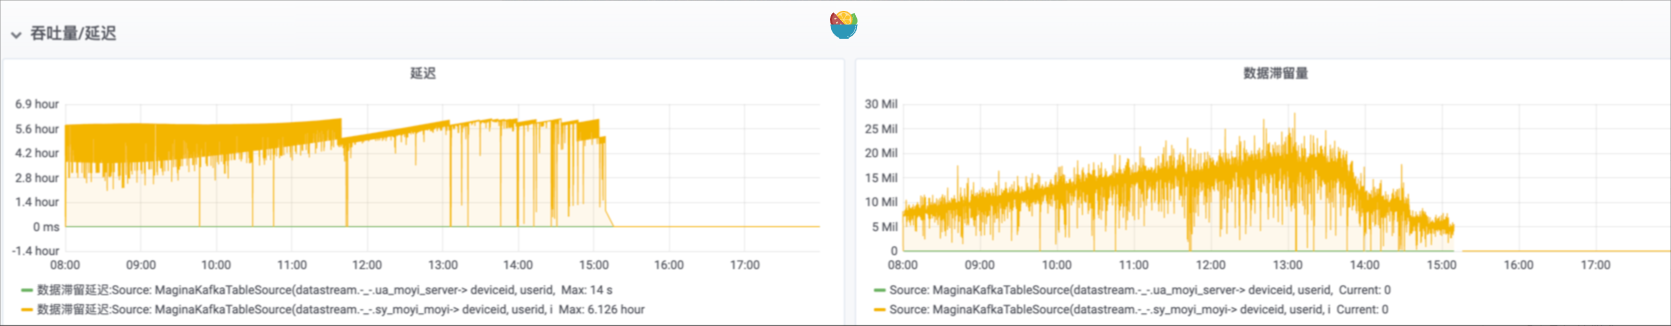 吞吐量/延迟
延迟
6.9 hour
5.6 hour
4.2 hour
2.8 hour
1.4 hour
0 ms
-1.4 hour
08:00 09:00 10:00 11:00 12:00 13:00 14:00 15:00 16:00 17:00
数据滞留延迟:Source: MaginaKafkaTableSource(datastream.-_-.ua_moyi_server-> deviceid, userid, Max: 14 s
数据滞留延迟:Source: MaginaKafkaTableSource(datastream.-_-.sy_moyi_moyi-> deviceid, userid, i Max: 6.126 hour
数据滞留量
30 Mil
25 Mil
20 Mil
15 Mil
10 Mil
5 Mil
0
08:00 09:00 10:00 11:00 12:00 13:00 14:00 15:00 16:00 17:00
Source: MaginaKafkaTableSource(datastream.-_-.ua_moyi_server-> deviceid, userid, Current: 0
Source: MaginaKafkaTableSource(datastream.-_-.sy_moyi_moyi-> deviceid, userid, i Current: 0